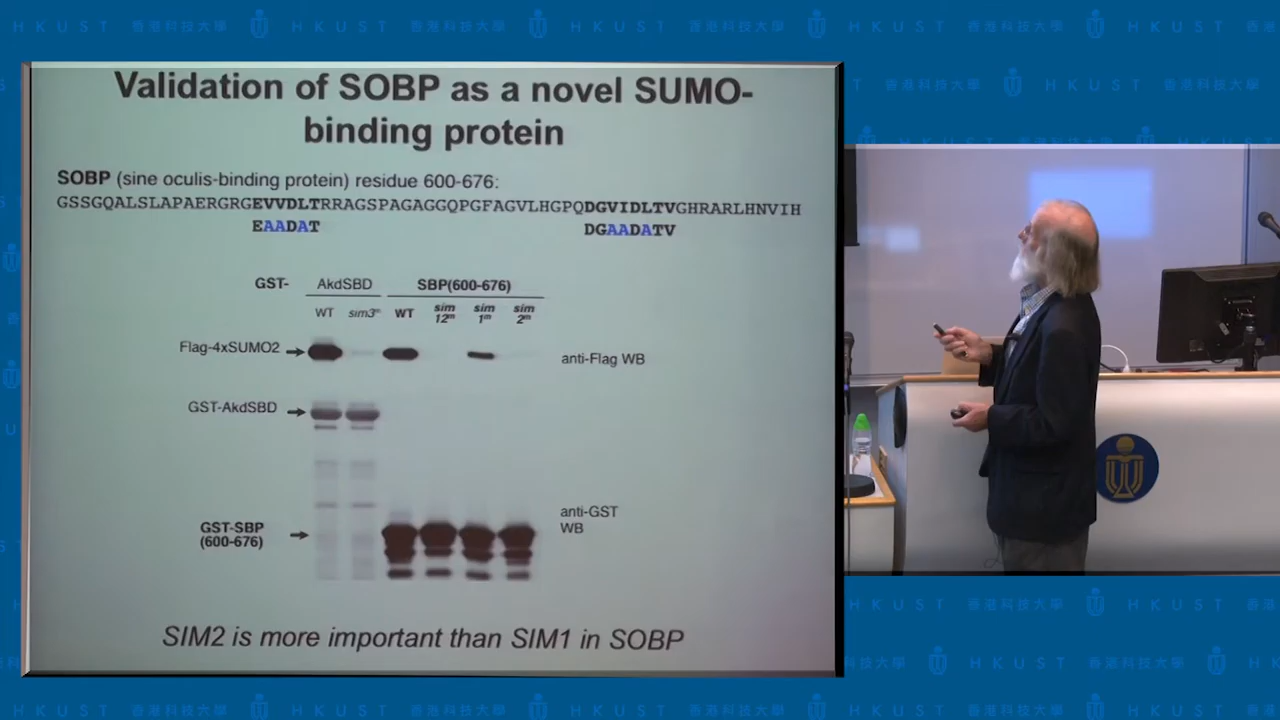 HKUST 香港科技大學
Validation of SOBP as a novel SUMO-
binding protein
SOBP (sine oculis-binding protein) residue 600-676:
GSSGQALSLAPAERGRGEVVDLTRRAGSPAGAGGQPGFAGVLHGPQDGVIDLTVGHRARLHNVIH
EAADAT DGAADATV
GST- AkdSBD SBP(600-676)
WT sim3ᵐ WT sim 12ᵐ sim 1ᵐ sim 2ᵐ
Flag-4xSUMO2 anti-Flag WB
GST-AkdSBD
GST-SBP
(600-676)
anti-GST
WB
SIM2 is more important than SIM1 in SOBP